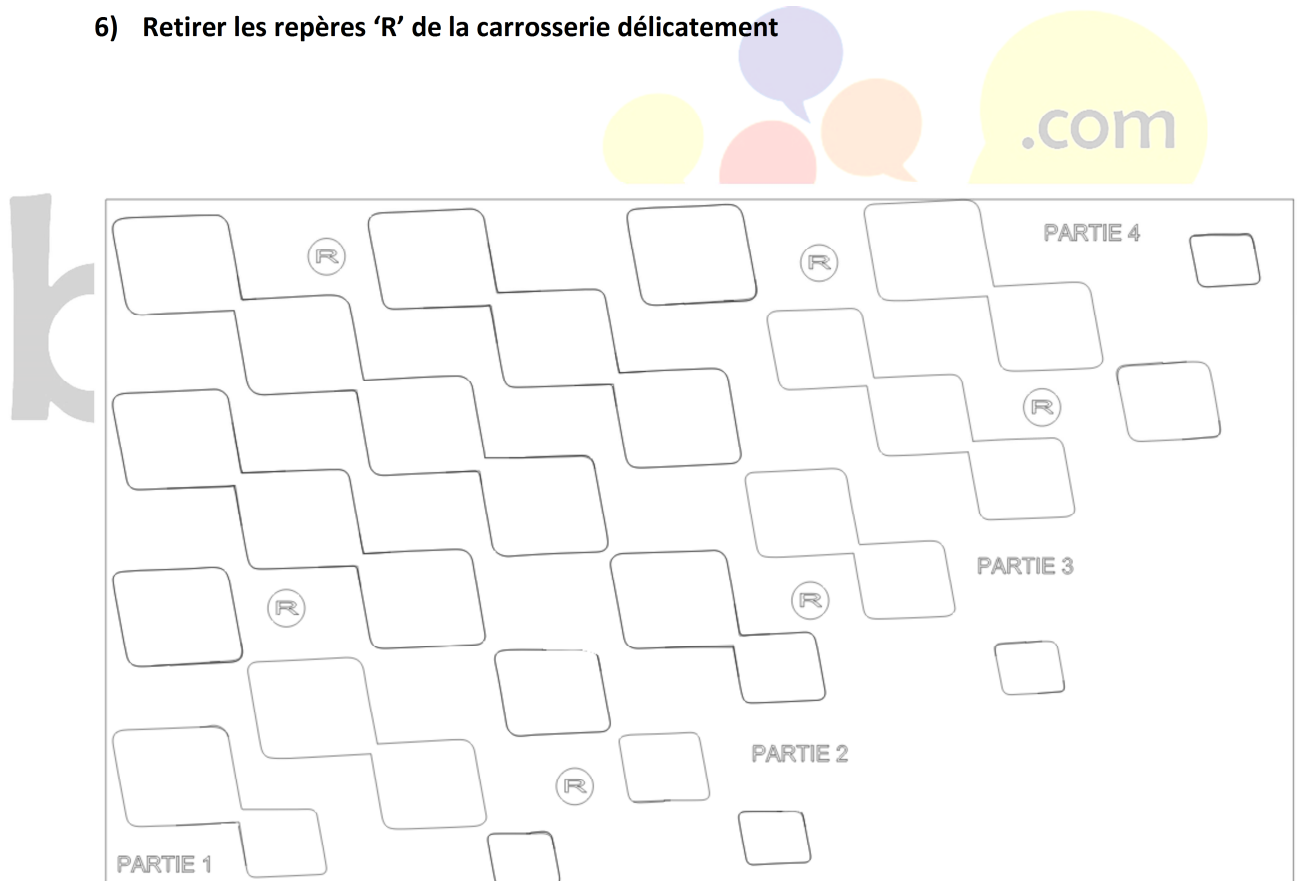 6) Retirer les repères ‘R’ de la carrosserie délicatement
.com
PARTIE 4
R
R
R
PARTIE 3
R
R
PARTIE 2
R
PARTIE 1